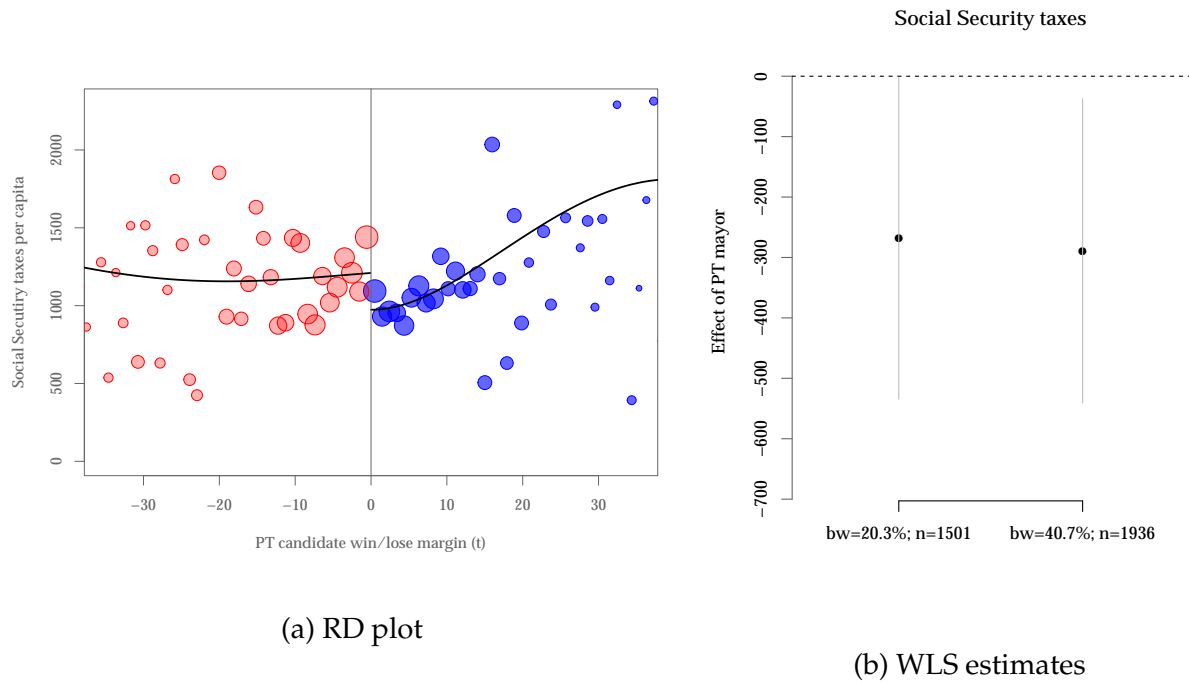 Social Security taxes
Social Secutirty taxes per capita
0
500
1000
1500
2000
−30
−20
−10
0
10
20
30
PT candidate win/lose margin (t)
(a) RD plot
Effect of PT mayor
0
−100
−200
−300
−400
−500
−600
−700
bw=20.3%; n=1501
bw=40.7%; n=1936
(b) WLS estimates